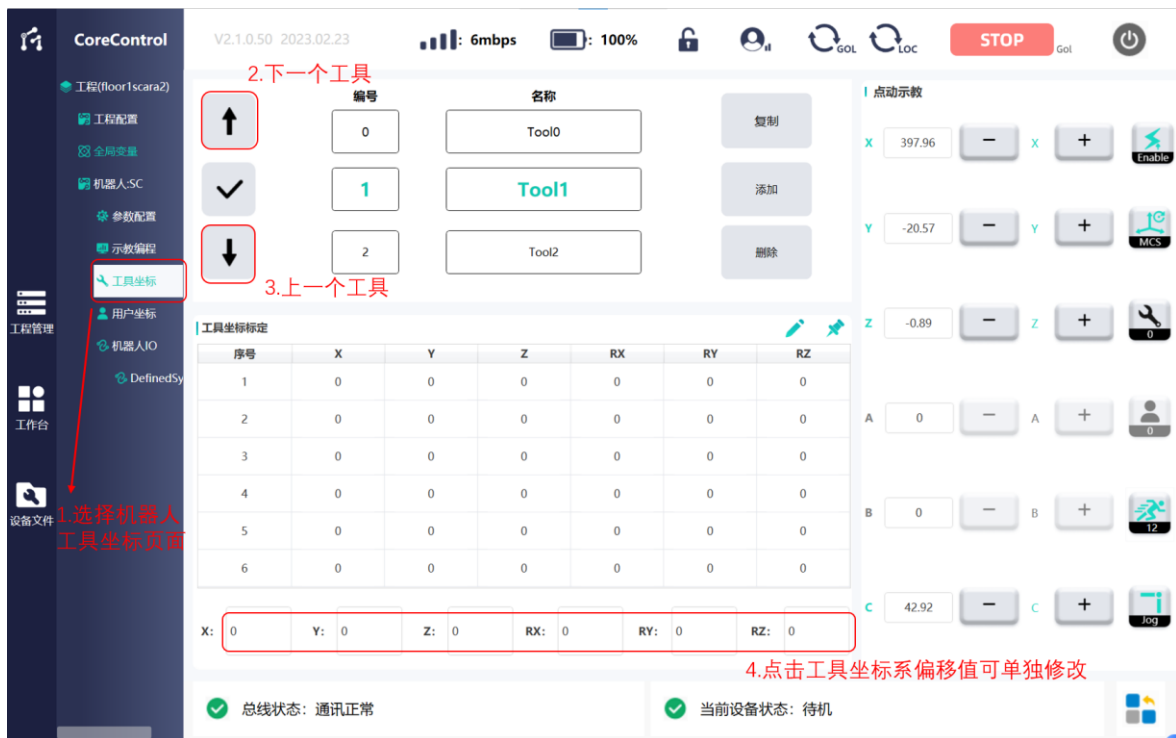 CoreControl
V2.1.0.50 2023.02.23
: 6mbps
: 100%
GOL
LOC
STOP
Gol
工程(floor1scara2)
工程配置
全局变量
机器人:SC
参数配置
示教编程
工具坐标
用户坐标
机器人IO
DefinedSy
工程管理
工作台
设备文件
1.选择机器人
工具坐标页面
2.下一个工具
编号 名称
0 Tool0
复制
1 Tool1
添加
2 Tool2
删除
3.上一个工具
工具坐标标定
序号 X Y Z RX RY RZ
1 0 0 0 0 0 0
2 0 0 0 0 0 0
3 0 0 0 0 0 0
4 0 0 0 0 0 0
5 0 0 0 0 0 0
6 0 0 0 0 0 0
X: 0 Y: 0 Z: 0 RX: 0 RY: 0 RZ: 0
4.点击工具坐标系偏移值可单独修改
点动示教
X 397.96 − X + Enable
Y -20.57 − Y + MCS
Z -0.89 − Z + 0
A 0 − A + 0
B 0 − B + 12
C 42.92 − C + Jog
总线状态: 通讯正常
当前设备状态: 待机